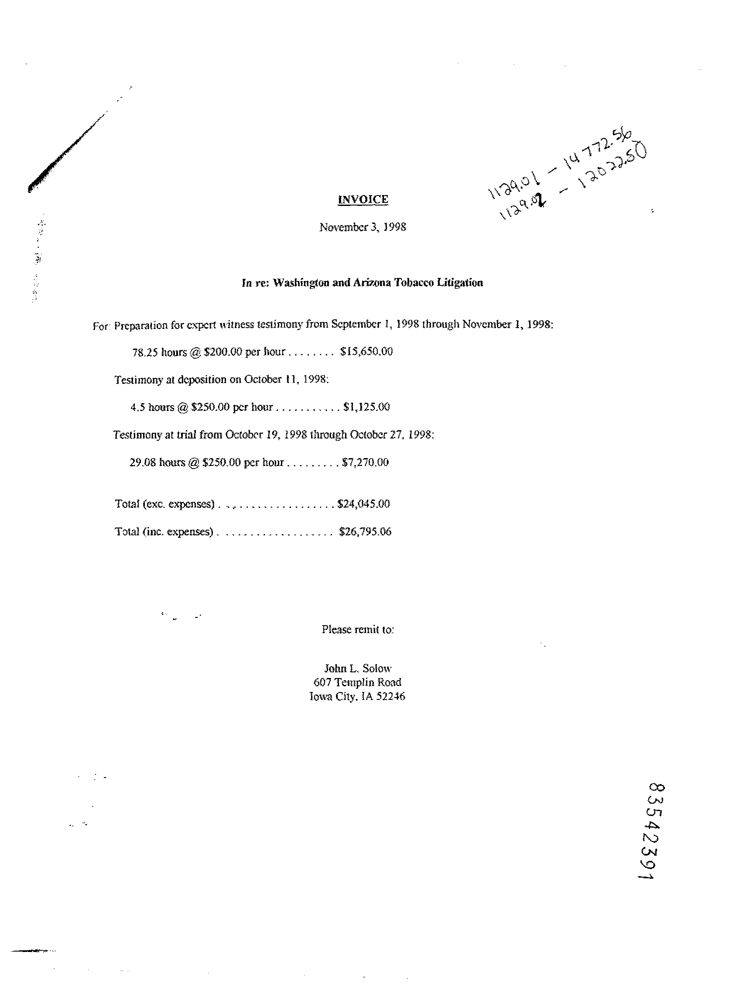 1129.01 - 14772.56
1129.02 - 12022.50
INVOICE
November 3, 1998
In re: Washington and Arizona Tobacco Litigation
For: Preparation for expert witness testimony from September 1, 1998 through November 1, 1998:
78.25 hours @ $200.00 per hour . . . . . . . . $15,650.00
Testimony at deposition on October 11, 1998:
4.5 hours @ $250.00 per hour . . . . . . . . . . . $1,125.00
Testimony at trial from October 19, 1998 through October 27, 1998:
29.08 hours @ $250.00 per hour . . . . . . . . . $7,270.00
Total (exc. expenses) . . . . . . . . . . . . . . . . . . $24,045.00
Total (inc. expenses) . . . . . . . . . . . . . . . . . . $26,795.06
Please remit to:
John L. Solow
607 Templin Road
Iowa City, IA 52246
83542391